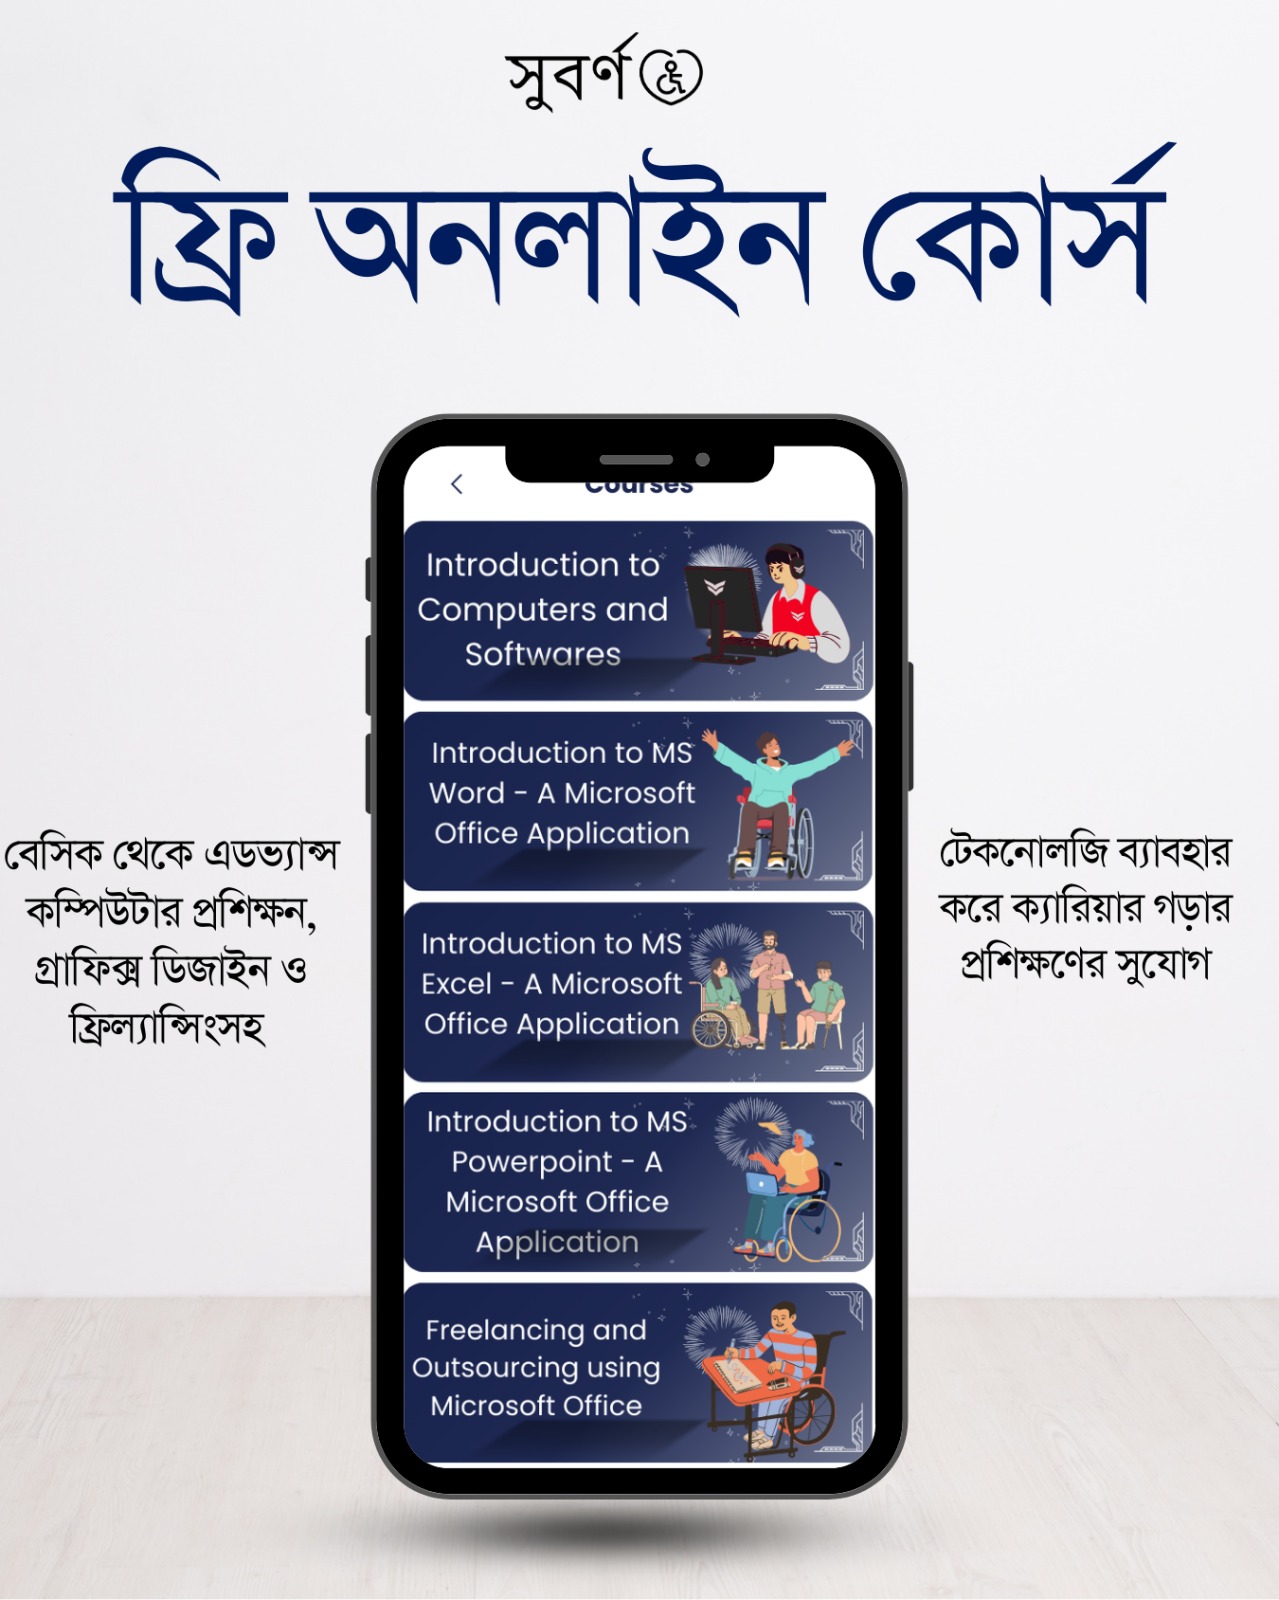 সুবর্ণ
ফ্রি অনলাইন কোর্স
Courses
Introduction to
Computers and
Softwares
Introduction to MS
Word - A Microsoft
Office Application
Introduction to MS
Excel - A Microsoft
Office Application
Introduction to MS
Powerpoint - A
Microsoft Office
Application
Freelancing and
Outsourcing using
Microsoft Office
বেসিক থেকে এডভ্যান্স
কম্পিউটার প্রশিক্ষন,
গ্রাফিক্স ডিজাইন ও
ফ্রিল্যান্সিংসহ
টেকনোলজি ব্যাবহার
করে ক্যারিয়ার গড়ার
প্রশিক্ষণের সুযোগ